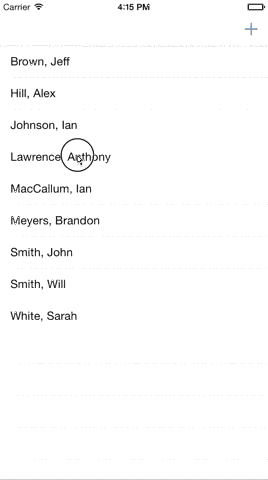 Carrier 4:15 PM
+
Brown, Jeff
Hill, Alex
Johnson, Ian
Lawrence, Anthony
MacCallum, Ian
Meyers, Brandon
Smith, John
Smith, Will
White, Sarah